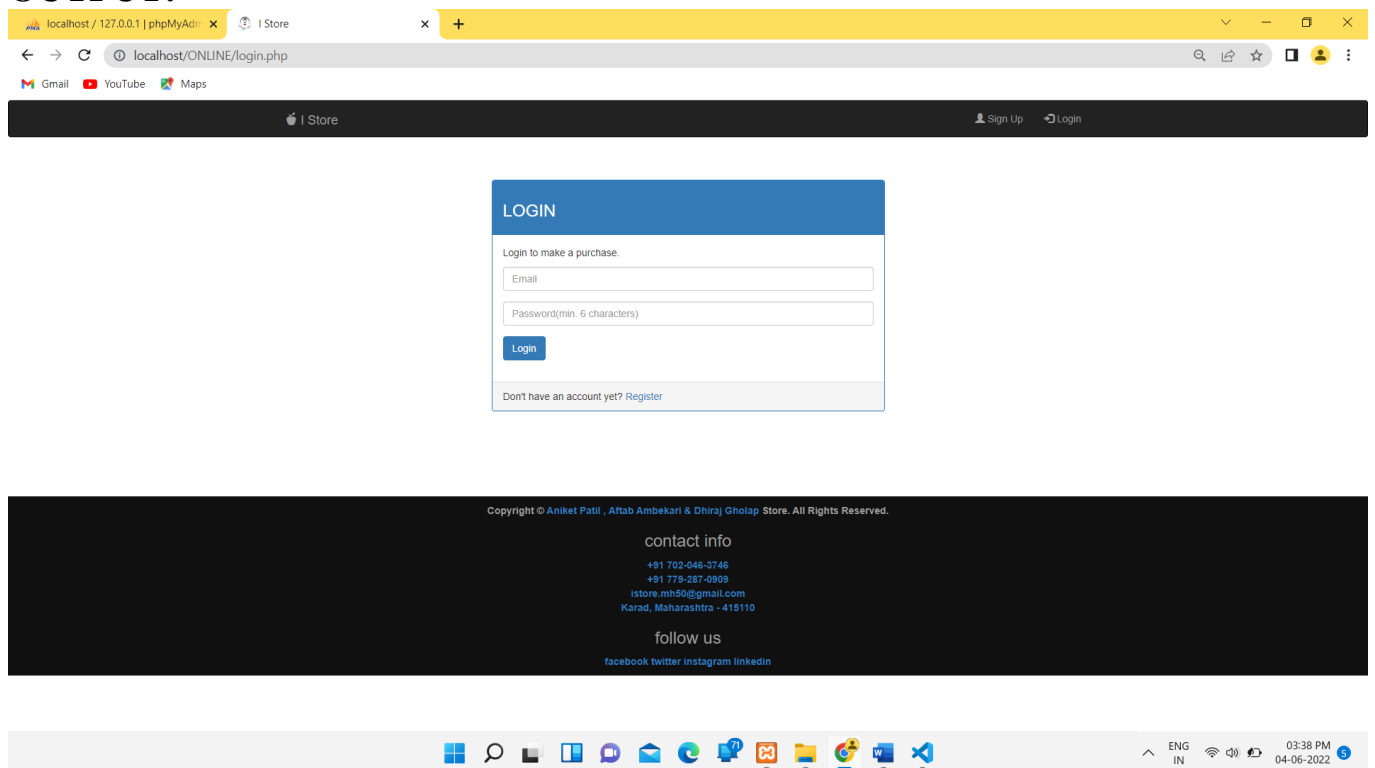 localhost / 127.0.0.1 | phpMyAdm
I Store
localhost/ONLINE/login.php
Gmail YouTube Maps
I Store Sign Up Login
LOGIN
Login to make a purchase.
Email
Password(min. 6 characters)
Login
Don't have an account yet? Register
Copyright © Aniket Patil , Aftab Ambekari & Dhiraj Gholap Store. All Rights Reserved.
contact info
+91 702-046-3746
+91 779-287-0909
istore.mh50@gmail.com
Karad, Maharashtra - 415110
follow us
facebook twitter instagram linkedin
71
ENG
IN
03:38 PM
04-06-2022
5